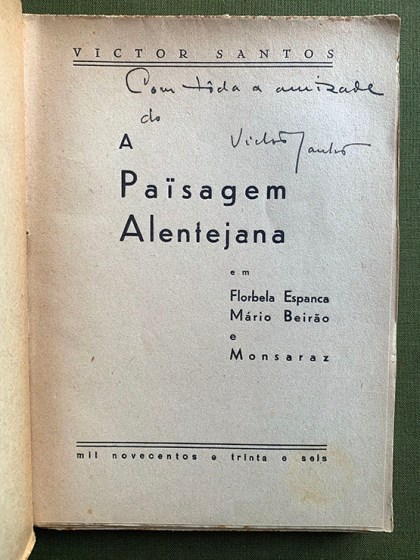 VICTOR SANTOS
Com tôda a amizade
do
Victor Santos
A
Païsagem
Alentejana
em
Florbela Espanca
Mário Beirão
e
Monsaraz
mil novecentos e trinta e seis